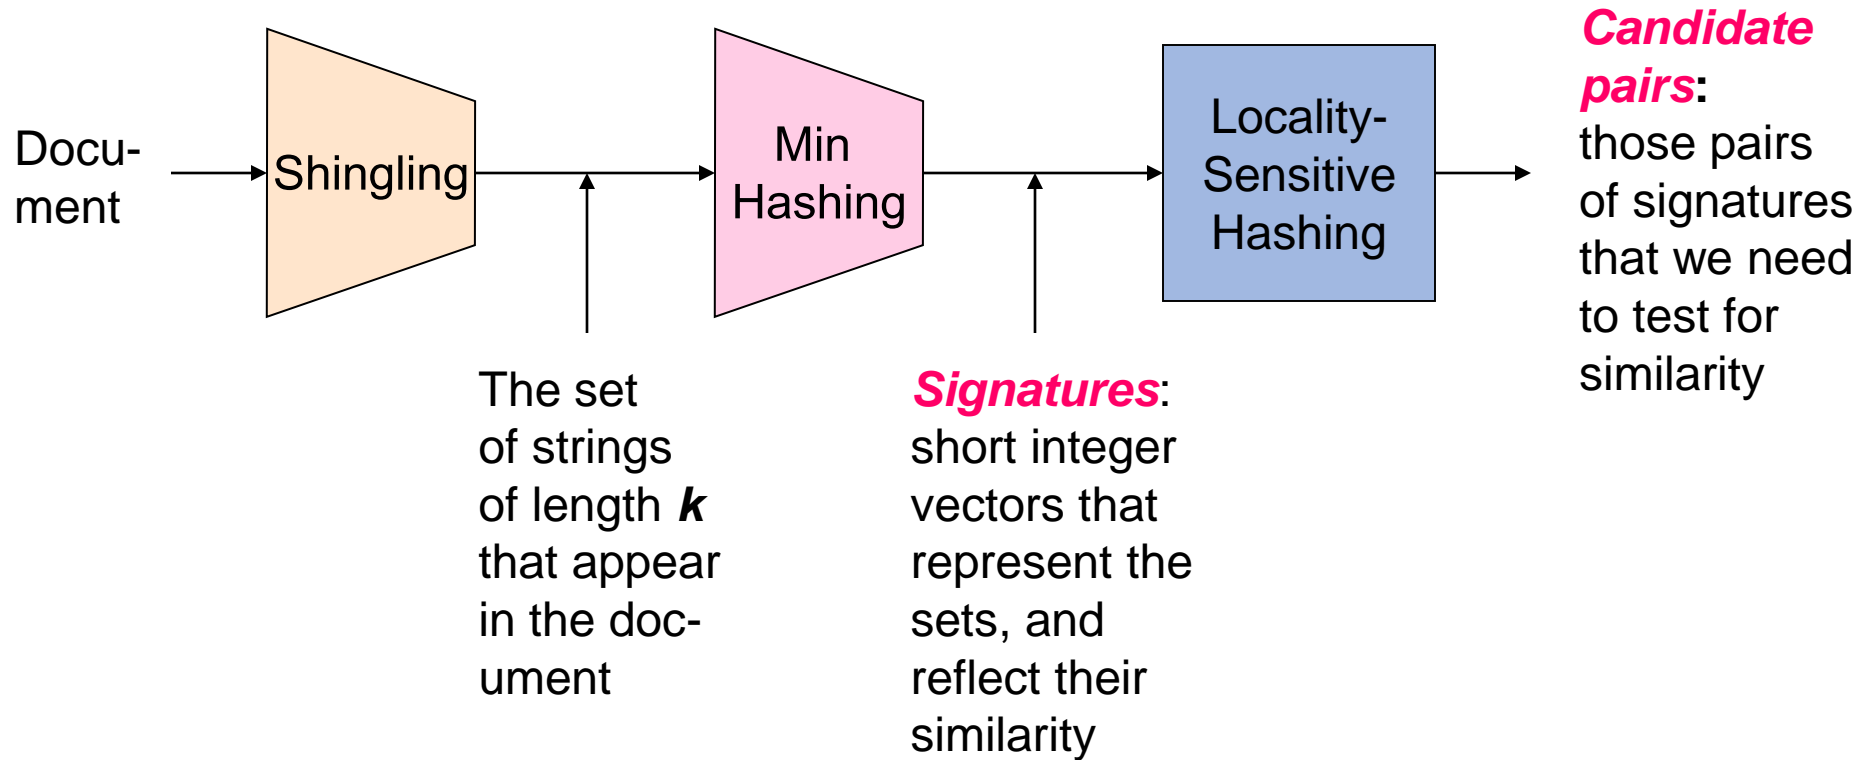 Docu-
ment
Shingling
The set
of strings
of length k
that appear
in the doc-
ument
Min
Hashing
Signatures:
short integer
vectors that
represent the
sets, and
reflect their
similarity
Locality-
Sensitive
Hashing
Candidate
pairs:
those pairs
of signatures
that we need
to test for
similarity